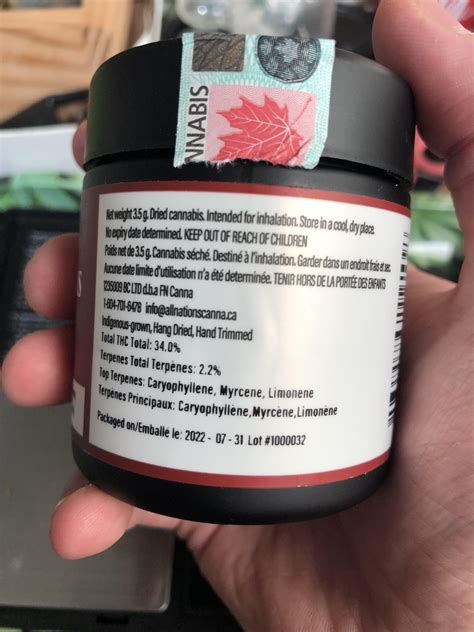 NNABIS
Net weight 3.5 g. Dried cannabis. Intended for inhalation. Store in a cool, dry place.
No expiry date determined. KEEP OUT OF REACH OF CHILDREN
Poids net de 3.5 g. Cannabis séché. Destiné à l'inhalation. Garder dans un endroit frais et sec.
Aucune date limite d'utilisation n'a été determinée. TENIR HORS DE LA PORTÉE DES ENFANTS
1235009 BC LTD d.b.a FN Canna
1-604-701-6478 info@allnationscanna.ca
Indigenous-grown, Hang Dried, Hand Trimmed
Total THC Total: 34.0%
Terpenes Total Terpènes: 2.2%
Top Terpenes: Caryophyllene, Myrcene, Limonene
Terpènes Principaux: Caryophyllène,Myrcène,Limonène
Packaged on/Emballé le: 2022 - 07 - 31 Lot #1000032